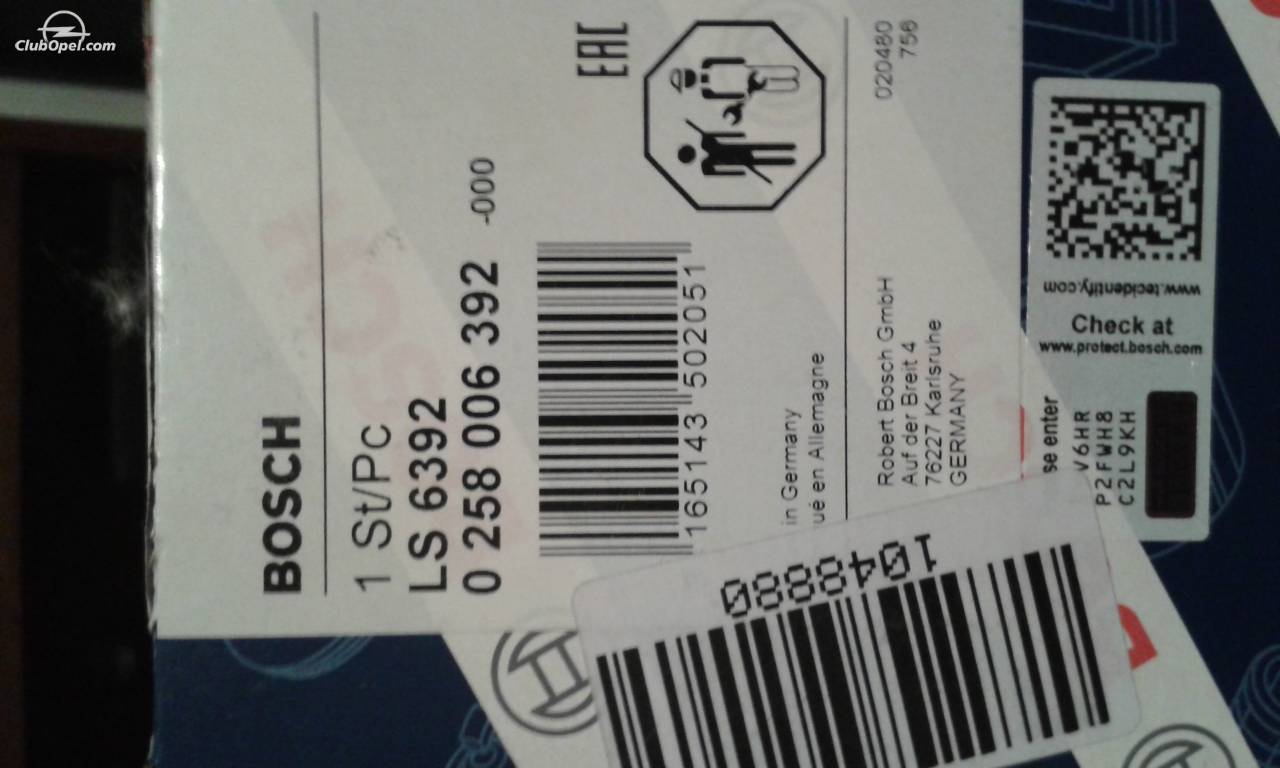 ClubOpel.com
BOSCH
1 St/Pc
LS 6392
0 258 006 392 -000
EAC
165143 502051
in Germany
ué en Allemagne
020480
756
Robert Bosch GmbH
Auf der Breit 4
76227 Karlsruhe
GERMANY
www.tecidentify.com
Check at
www.protect.bosch.com
se enter
V6HR
P2FWH8
C2L9KH
1048880